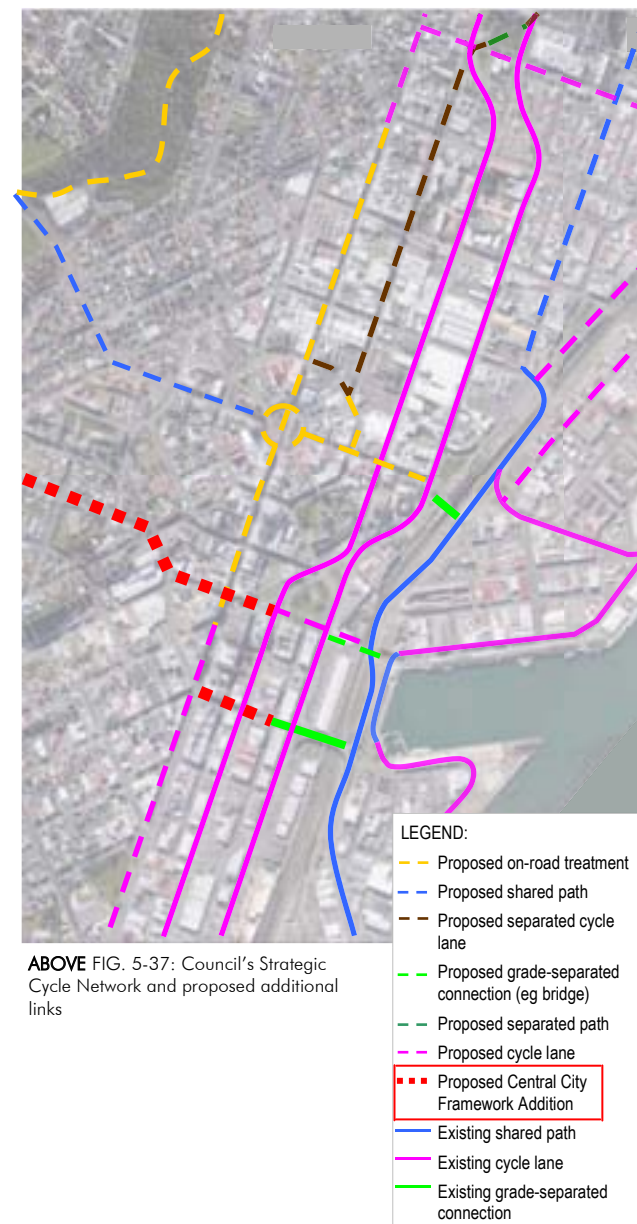 LEGEND:
Proposed on-road treatment
Proposed shared path
Proposed separated cycle
lane
Proposed grade-separated
connection (eg bridge)
Proposed separated path
Proposed cycle lane
Proposed Central City
Framework Addition
Existing shared path
Existing cycle lane
Existing grade-separated
connection
ABOVE FIG. 5-37: Council's Strategic
Cycle Network and proposed additional
links